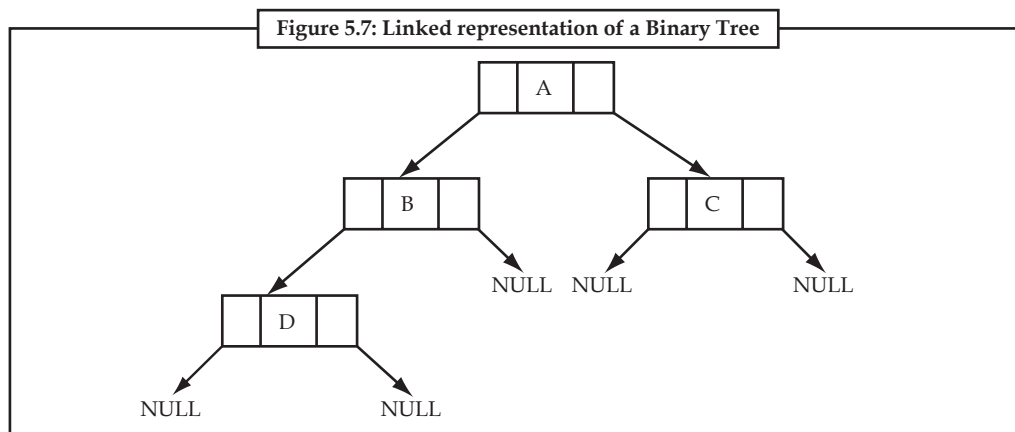 Figure 5.7: Linked representation of a Binary Tree
A
B C
NULL NULL NULL
D
NULL NULL